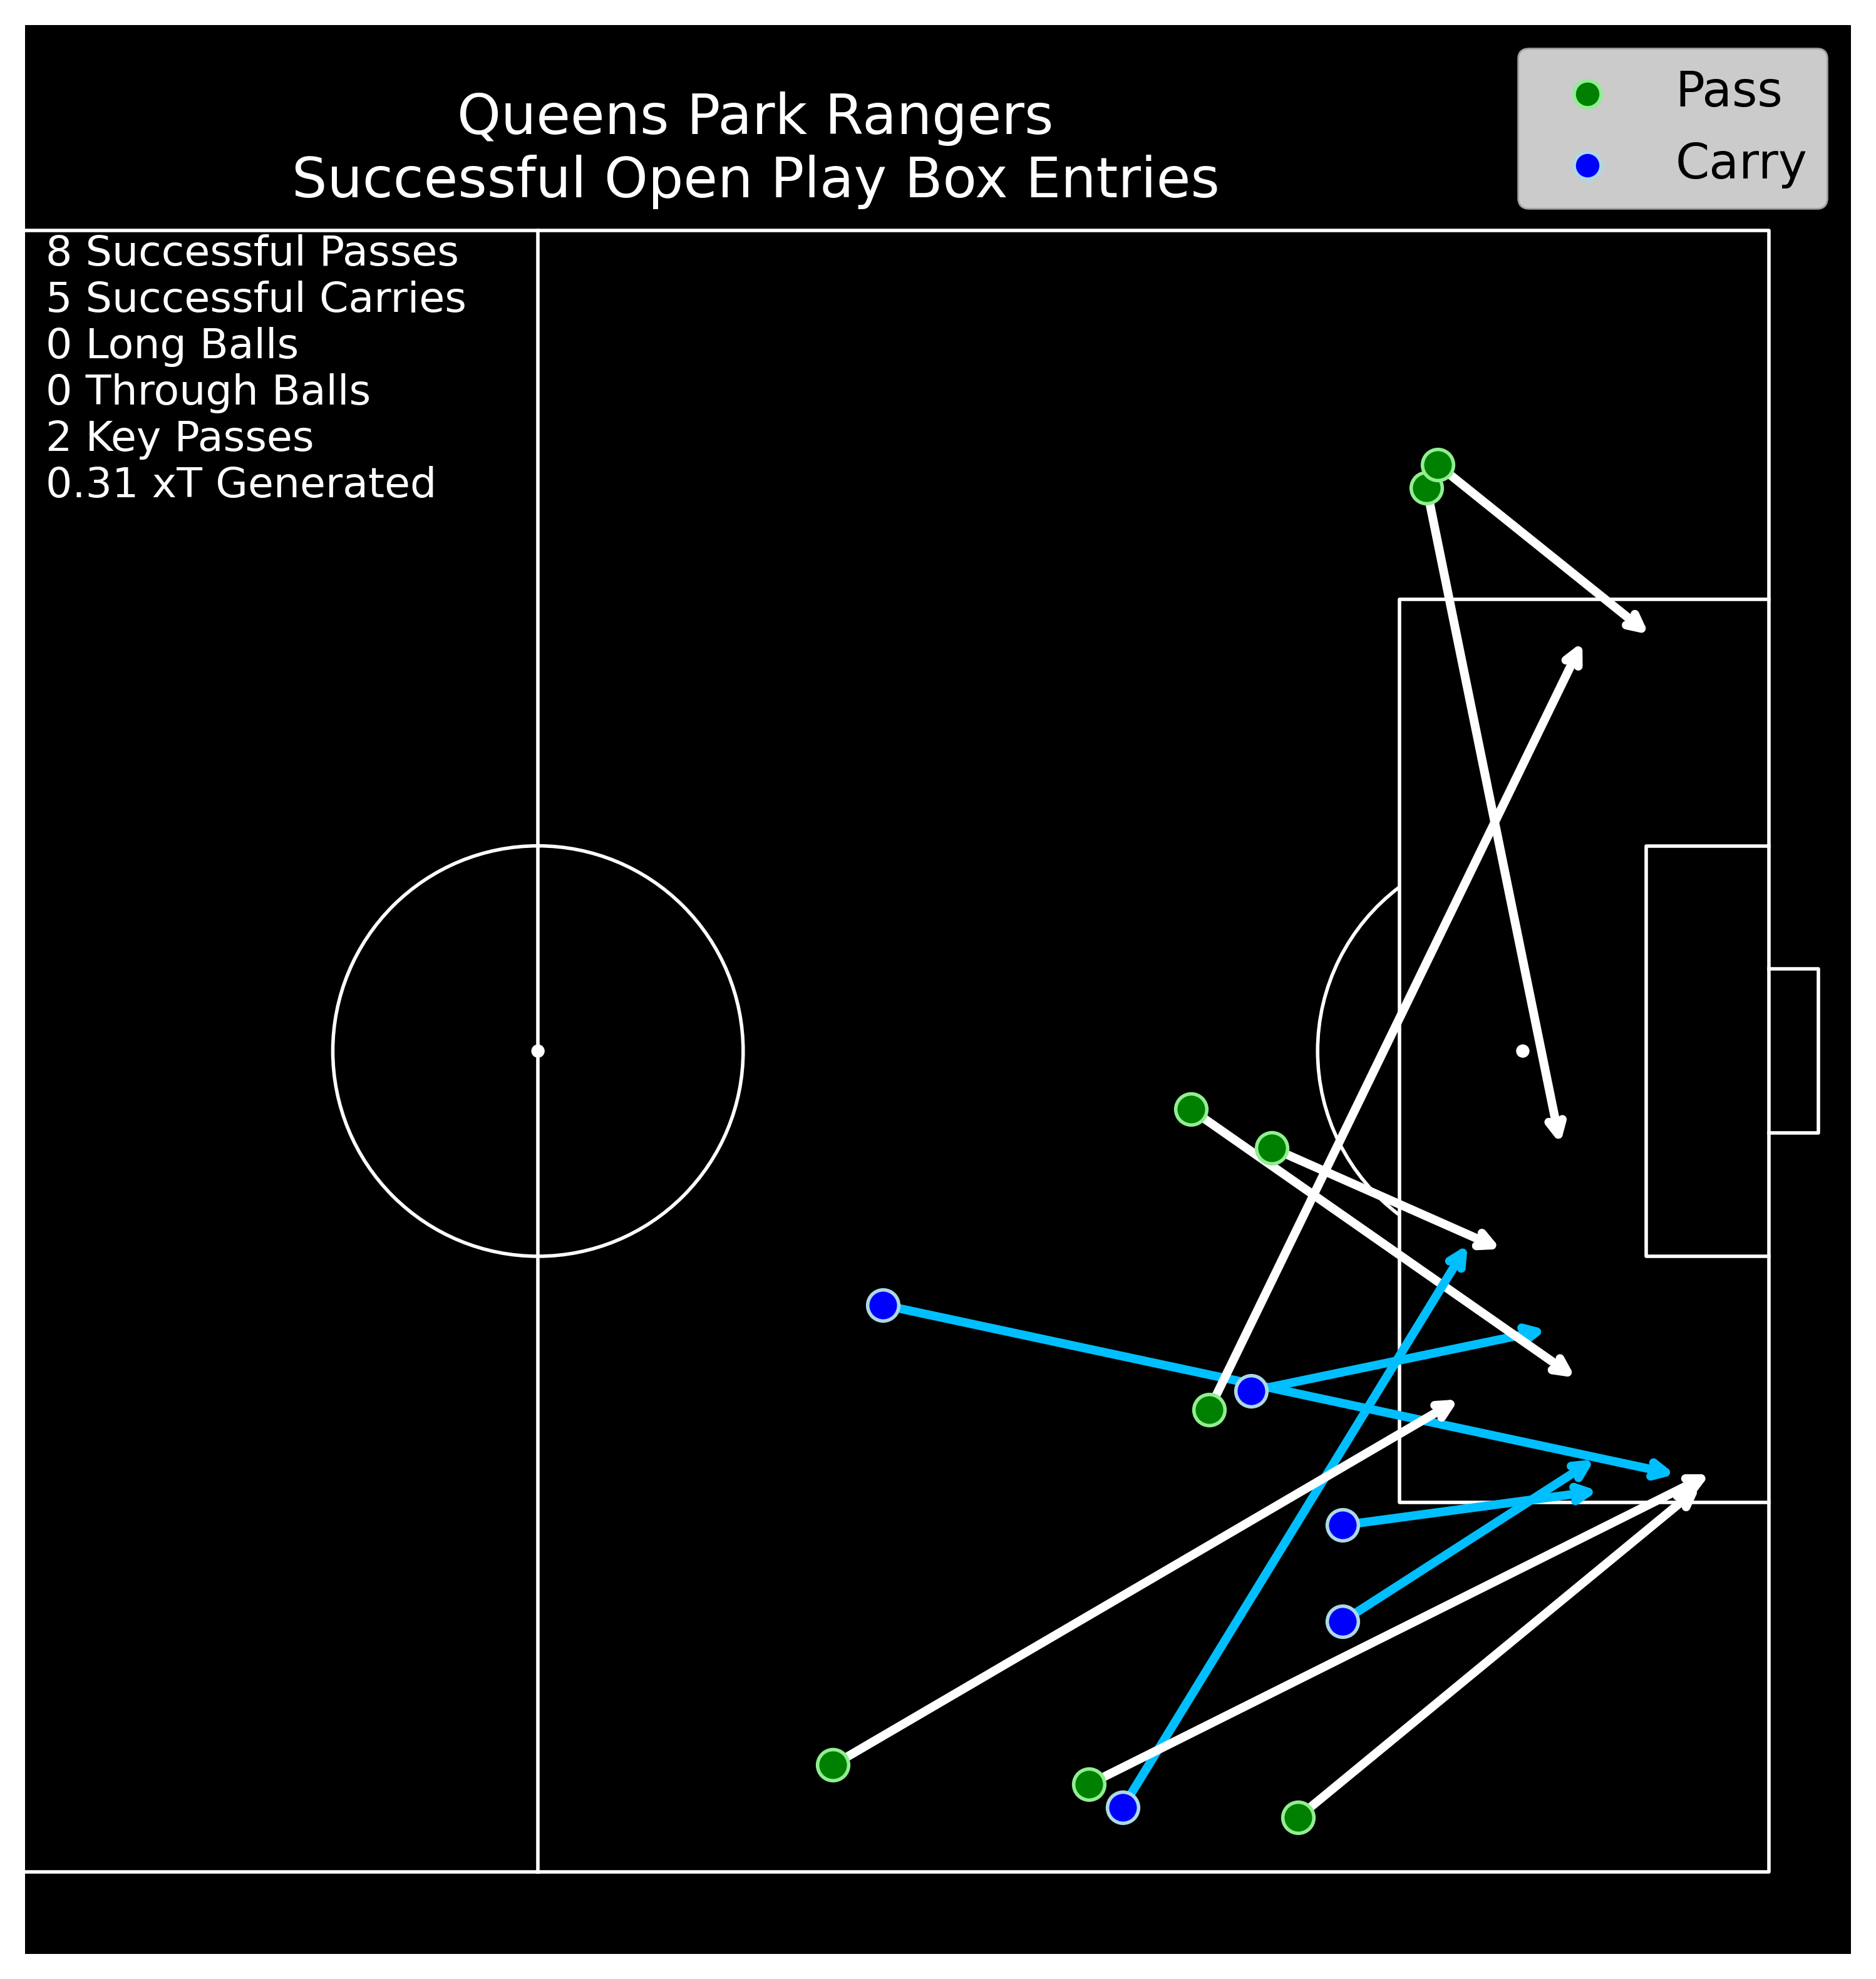 Queens Park Rangers
Successful Open Play Box Entries
Pass
Carry
8 Successful Passes
5 Successful Carries
0 Long Balls
0 Through Balls
2 Key Passes
0.31 xT Generated